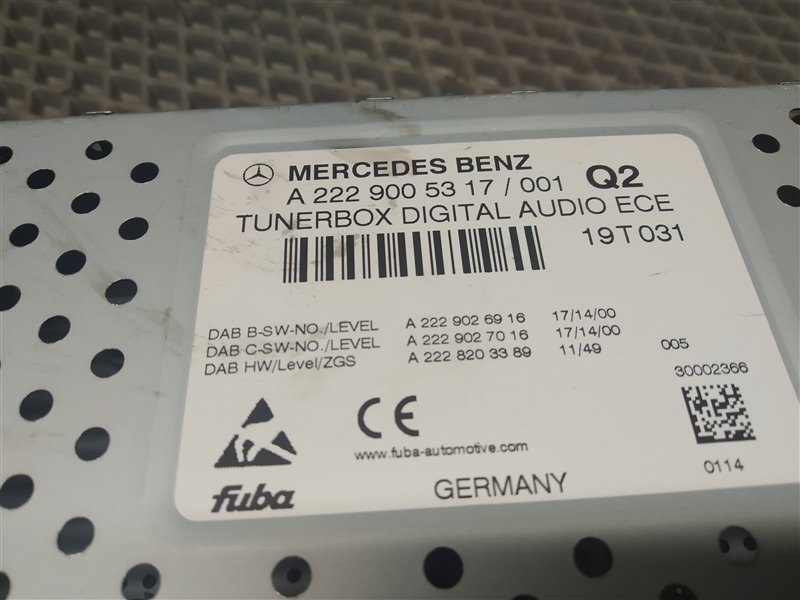 MERCEDES BENZ
A 222 900 53 17 / 001 Q2
TUNERBOX DIGITAL AUDIO ECE
19T031
DAB B-SW-NO./LEVEL A 222 902 69 16 17/14/00
DAB C-SW-NO./LEVEL A 222 902 70 16 17/14/00
DAB HW/Level/ZGS A 222 820 33 89 11/49 005
30002366
CE
www.fuba-automotive.com
0114
fuba GERMANY